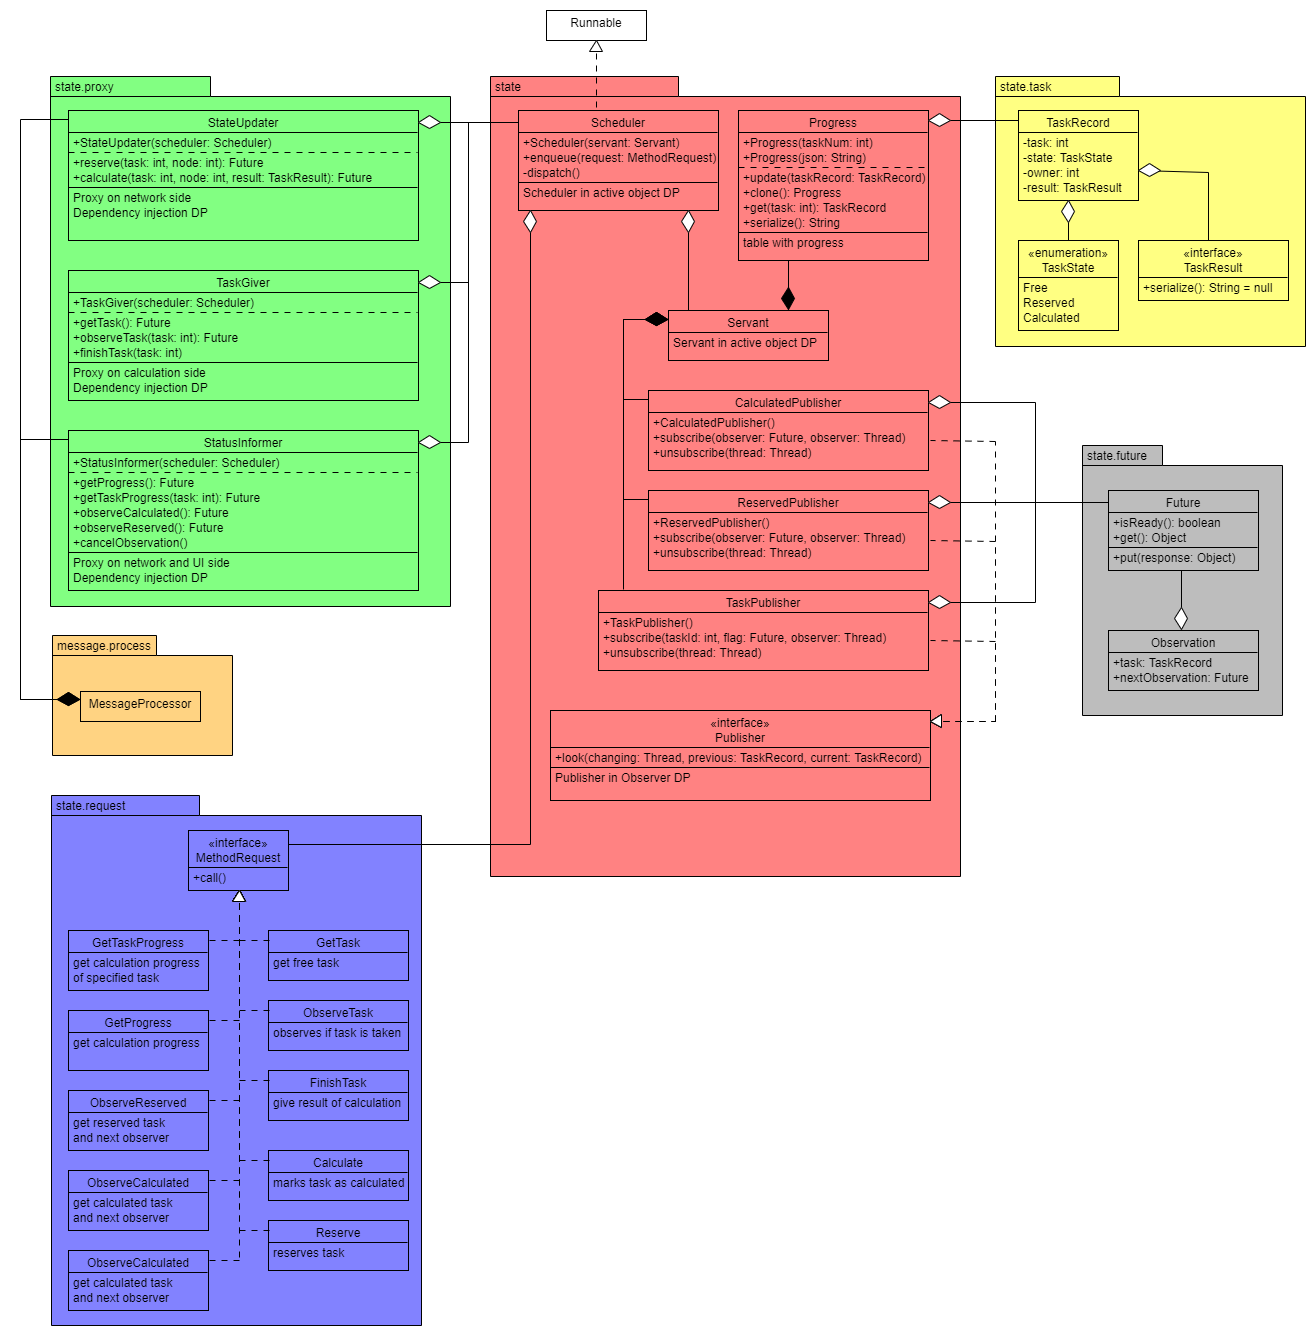 Runnable
state.proxy
StateUpdater
+StateUpdater(scheduler: Scheduler)
+reserve(task: int, node: int): Future
+calculate(task: int, node: int, result: TaskResult): Future
Proxy on network side
Dependency injection DP
TaskGiver
+TaskGiver(scheduler: Scheduler)
+getTask(): Future
+observeTask(task: int): Future
+finishTask(task: int)
Proxy on calculation side
Dependency injection DP
StatusInformer
+StatusInformer(scheduler: Scheduler)
+getProgress(): Future
+getTaskProgress(task: int): Future
+observeCalculated(): Future
+observeReserved(): Future
+cancelObservation()
Proxy on network and UI side
Dependency injection DP
state
Scheduler
+Scheduler(servant: Servant)
+enqueue(request: MethodRequest)
-dispatch()
Scheduler in active object DP
Progress
+Progress(taskNum: int)
+Progress(json: String)
+update(taskRecord: TaskRecord)
+clone(): Progress
+get(task: int): TaskRecord
+serialize(): String
table with progress
Servant
Servant in active object DP
CalculatedPublisher
+CalculatedPublisher()
+subscribe(observer: Future, observer: Thread)
+unsubscribe(thread: Thread)
ReservedPublisher
+ReservedPublisher()
+subscribe(observer: Future, observer: Thread)
+unsubscribe(thread: Thread)
TaskPublisher
+TaskPublisher()
+subscribe(taskId: int, flag: Future, observer: Thread)
+unsubscribe(thread: Thread)
«interface»
Publisher
+look(changing: Thread, previous: TaskRecord, current: TaskRecord)
Publisher in Observer DP
state.task
TaskRecord
-task: int
-state: TaskState
-owner: int
-result: TaskResult
«enumeration»
TaskState
Free
Reserved
Calculated
«interface»
TaskResult
+serialize(): String = null
state.future
Future
+isReady(): boolean
+get(): Object
+put(response: Object)
Observation
+task: TaskRecord
+nextObservation: Future
message.process
MessageProcessor
state.request
«interface»
MethodRequest
+call()
GetTaskProgress
get calculation progress
of specified task
GetProgress
get calculation progress
ObserveReserved
get reserved task
and next observer
ObserveCalculated
get calculated task
and next observer
ObserveCalculated
get calculated task
and next observer
GetTask
get free task
ObserveTask
observes if task is taken
FinishTask
give result of calculation
Calculate
marks task as calculated
Reserve
reserves task